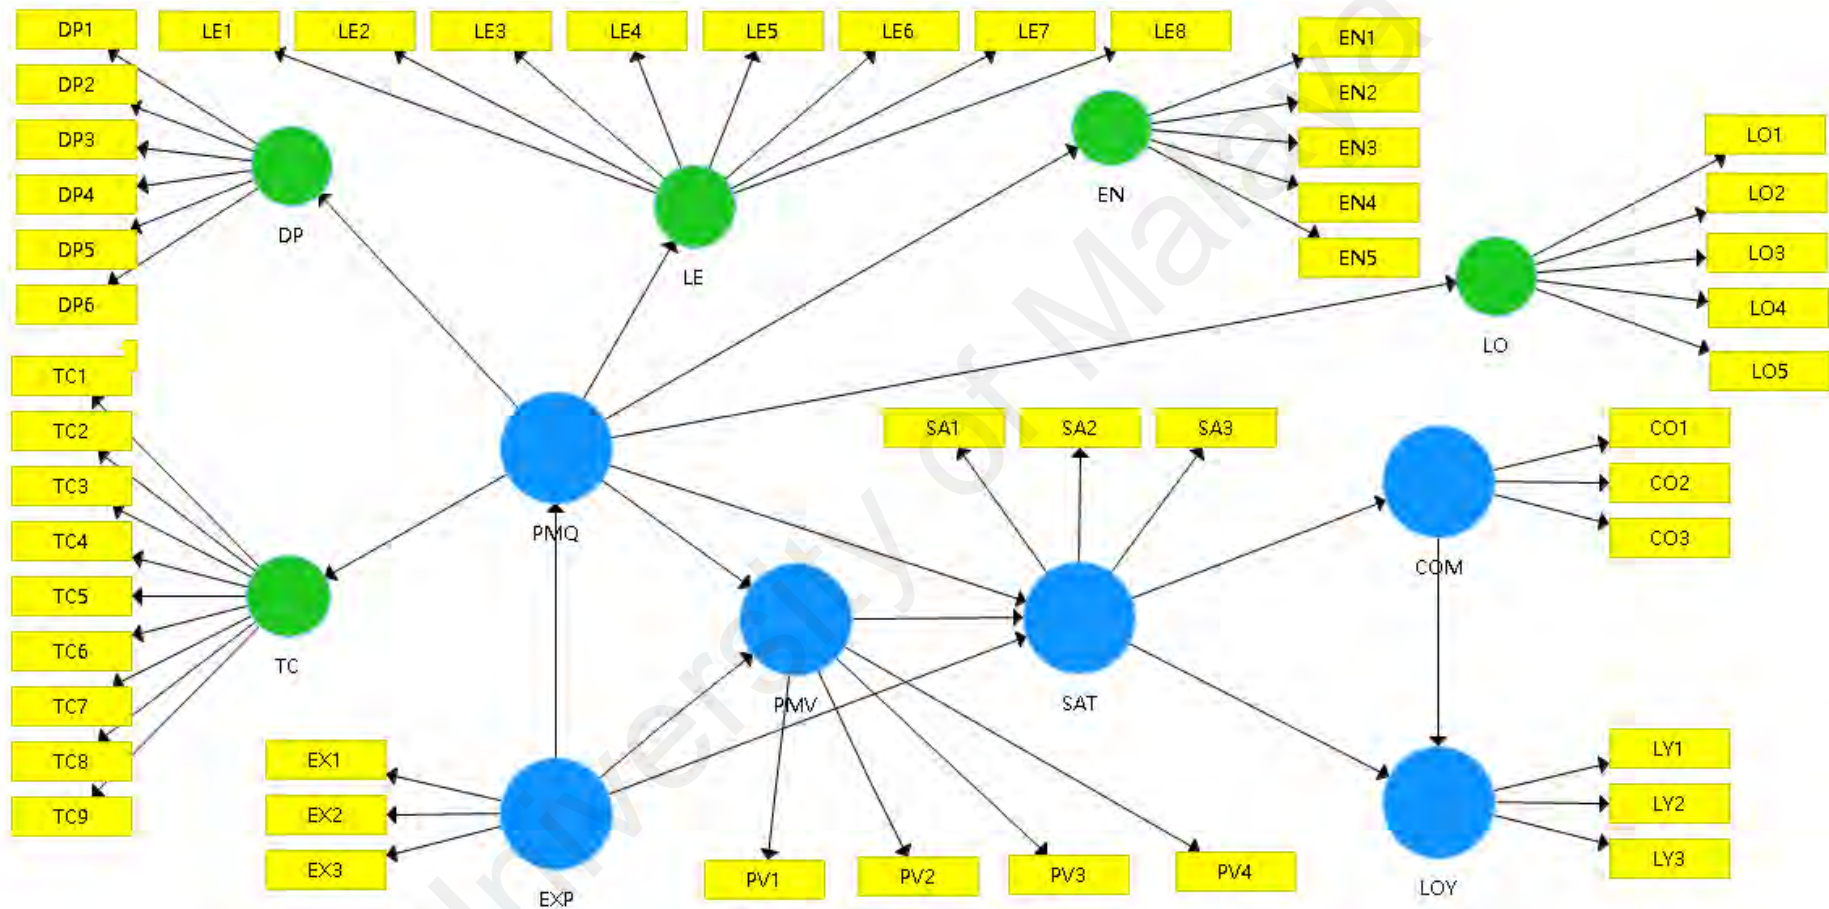 DP1
LE1
LE2
LE3
LE4
LE5
LE6
LE7
LE8
EN1
DP2
EN2
DP3
EN3
LO1
DP4
EN
EN4
LO2
DP
DP5
EN5
LO3
LE
DP6
LO4
LO
LO5
TC1
TC2
SA1
SA2
SA3
CO1
TC3
CO2
TC4
PMQ
CO3
COM
TC5
TC6
TC
TC7
PMV
SAT
TC8
EX1
LY1
TC9
EX2
LY2
EX3
PV1
PV2
PV3
PV4
LY3
EXP
LOY
University of Malaya